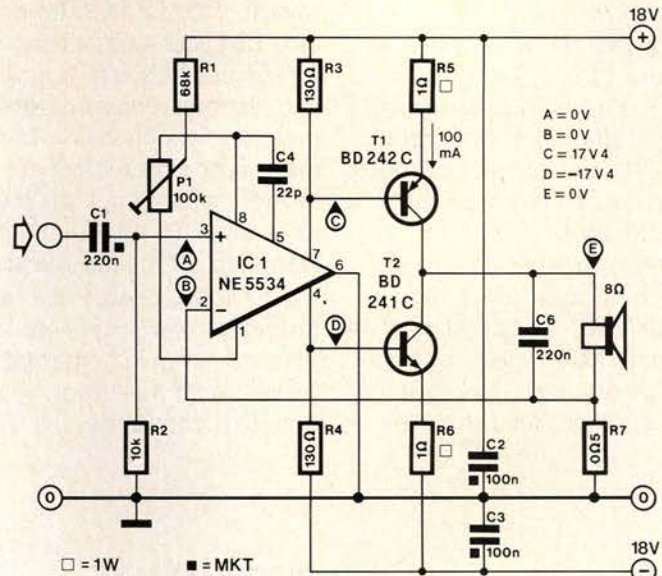 18V
+
R1
68k
R3
130Ω
R5
1Ω
100
mA
T1
BD 242 C
A = 0V
B = 0V
C = 17V4
D = -17V4
E = 0V
P1
100k
C4
22p
C1
220n
8
5
3
+
A
B
2
−
1
IC 1
NE 5534
7
6
4
C
D
T2
BD
241 C
E
8Ω
C6
220n
R2
10k
R4
130Ω
R6
1Ω
C2
100n
R7
0Ω5
0
0
C3
100n
18V
−
□ = 1W
■ = MKT